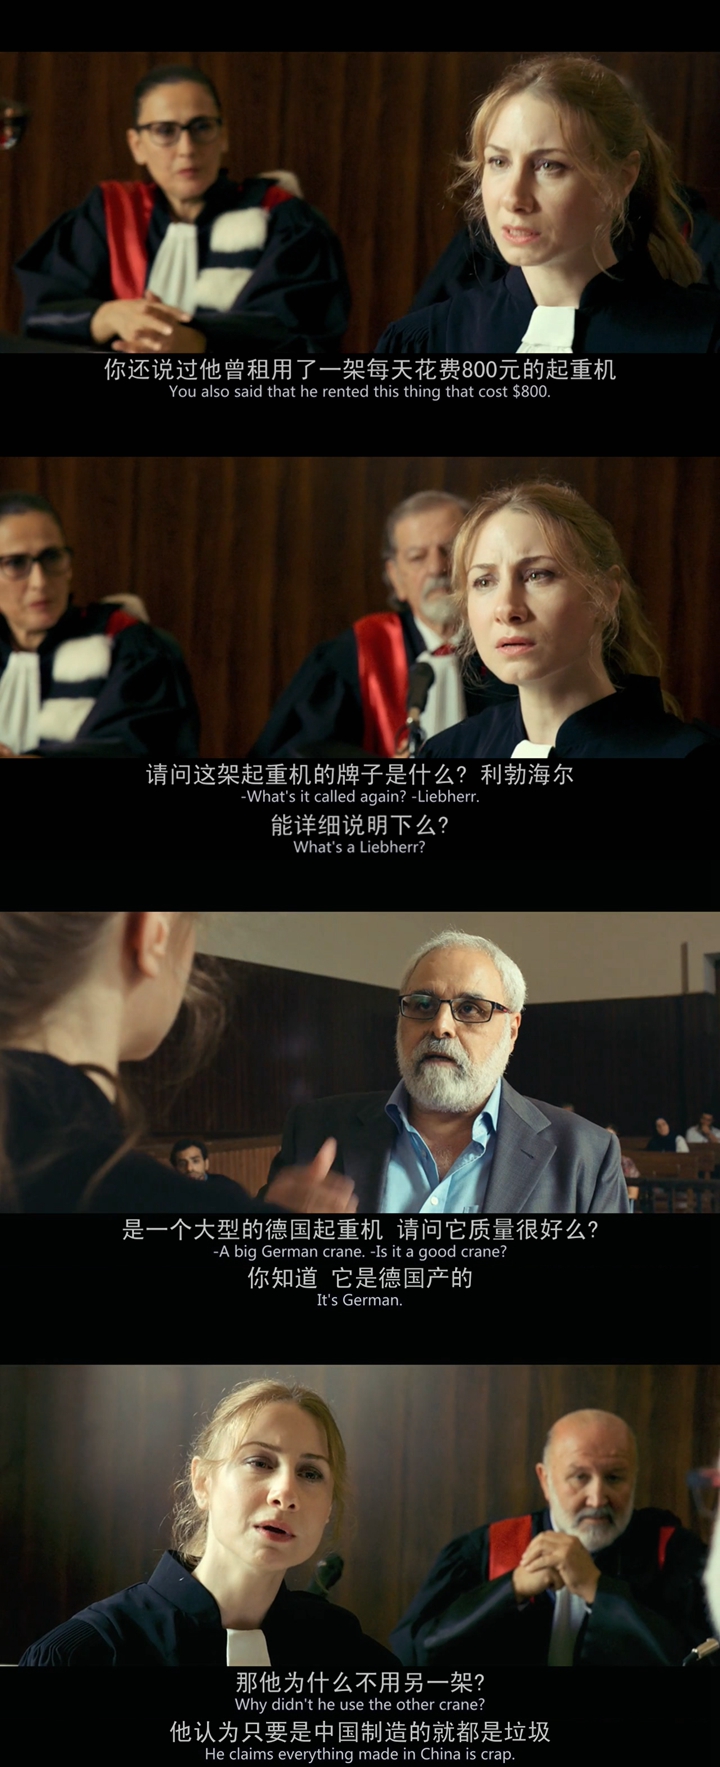 你还说过他曾租用了一架每天花费800元的起重机
You also said that he rented this thing that cost $800.
请问这架起重机的牌子是什么? 利勃海尔
-What's it called again? -Liebherr.
能详细说明下么?
What's a Liebherr?
是一个大型的德国起重机 请问它质量很好么?
-A big German crane. -Is it a good crane?
你知道 它是德国产的
It's German.
那他为什么不用另一架?
Why didn't he use the other crane?
他认为只要是中国制造的就都是垃圾
He claims everything made in China is crap.